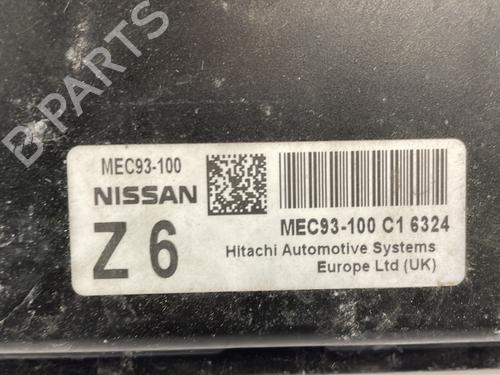 B-PARTS
MEC93-100
NISSAN
Z 6
MEC93-100 C1 6324
Hitachi Automotive Systems
Europe Ltd (UK)